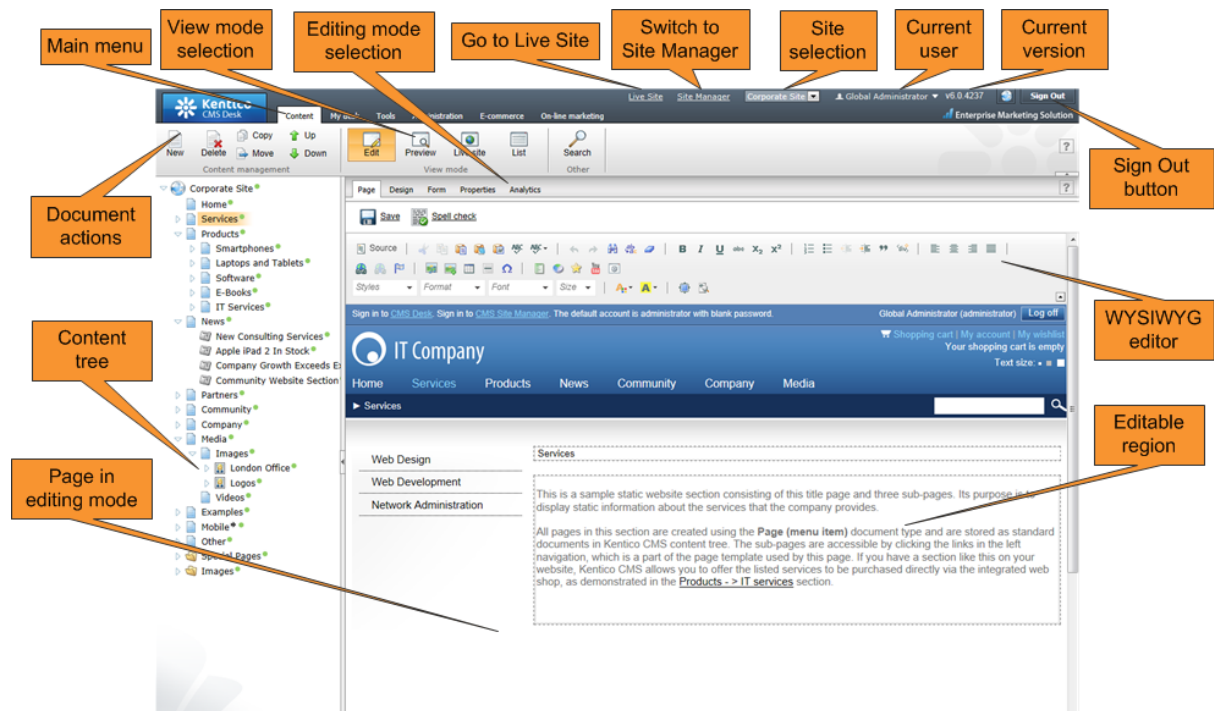 Main menu
View mode
selection
Editing mode
selection
Go to Live Site
Switch to
Site Manager
Site
selection
Current
user
Current
version
Kentico
CMS Desk
Live Site Site Manager Corporate Site Global Administrator v6.0.4237 Sign Out
Content My desk Tools Administration E-commerce On-line marketing
Enterprise Marketing Solution
New Delete Copy Move Up Down
Content management
Edit Preview Live site List
View mode
Search
Other
?
Sign Out
button
Document
actions
Content
tree
Page in
editing mode
WYSIWYG
editor
Editable
region
Corporate Site
Home
Services
Products
Smartphones
Laptops and Tablets
Software
E-Books
IT Services
News
New Consulting Services
Apple iPad 2 In Stock
Company Growth Exceeds E
Community Website Section
Partners
Community
Company
Media
Images
London Office
Logos
Videos
Examples
Mobile
Other
Special Pages
Images
Page Design Form Properties Analytics
?
Save Spell check
Source B I U abc X₂ X²
Styles Format Font Size
Sign in to CMS Desk. Sign in to CMS Site Manager. The default account is administrator with blank password.
Global Administrator (administrator) Log off
IT Company
Shopping cart | My account | My wishlist
Your shopping cart is empty
Text size:
Home Services Products News Community Company Media
Services
Web Design
Web Development
Network Administration
Services
This is a sample static website section consisting of this title page and three sub-pages. Its purpose is to
display static information about the services that the company provides.
All pages in this section are created using the Page (menu item) document type and are stored as standard
documents in Kentico CMS content tree. The sub-pages are accessible by clicking the links in the left
navigation, which is a part of the page template used by this page. If you have a section like this on your
website, Kentico CMS allows you to offer the listed services to be purchased directly via the integrated web
shop, as demonstrated in the Products - > IT services section.